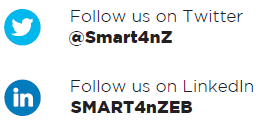 Follow us on Twitter
@Smart4nZ
Follow us on LinkedIn
SMART4nZEB